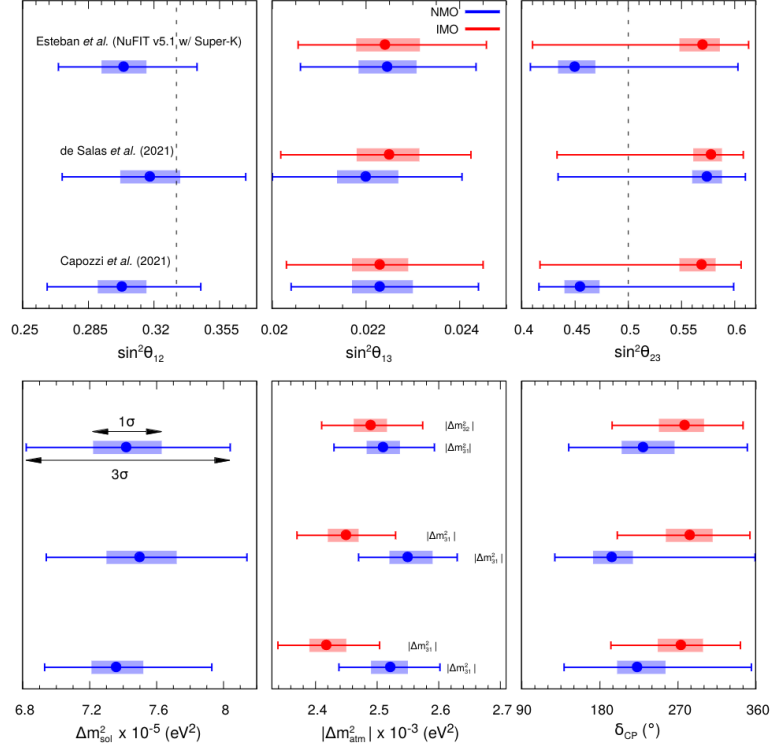 NMO
IMO
Esteban et al. (NuFIT v5.1 w/ Super-K)
de Salas et al. (2021)
Capozzi et al. (2021)
0.25 0.285 0.32 0.355
sin²θ₁₂
0.02 0.022 0.024
sin²θ₁₃
0.4 0.45 0.5 0.55 0.6
sin²θ₂₃
1σ
3σ
|Δm²₃₂|
|Δm²₃₁|
|Δm²₃₁|
|Δm²₃₁|
|Δm²₃₁|
|Δm²₃₁|
6.8 7.2 7.6 8
Δm²sol x 10⁻⁵ (eV²)
2.4 2.5 2.6 2.7
|Δm²atm| x 10⁻³ (eV²)
90 180 270 360
δCP (°)